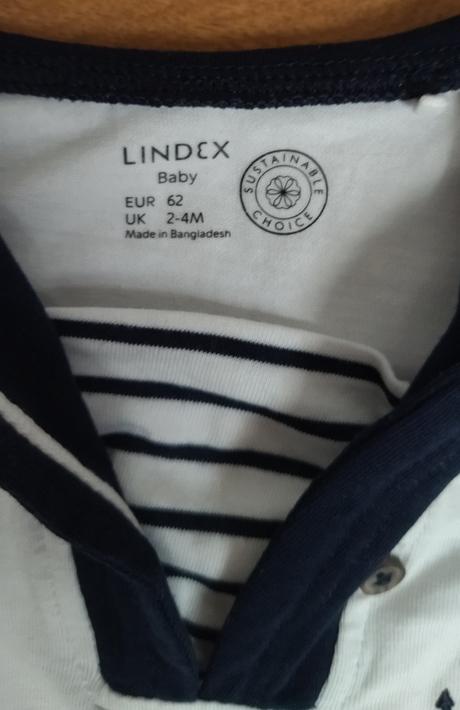 LINDEX
Baby
EUR 62
UK 2-4M
Made in Bangladesh
SUSTAINABLE
CHOICE